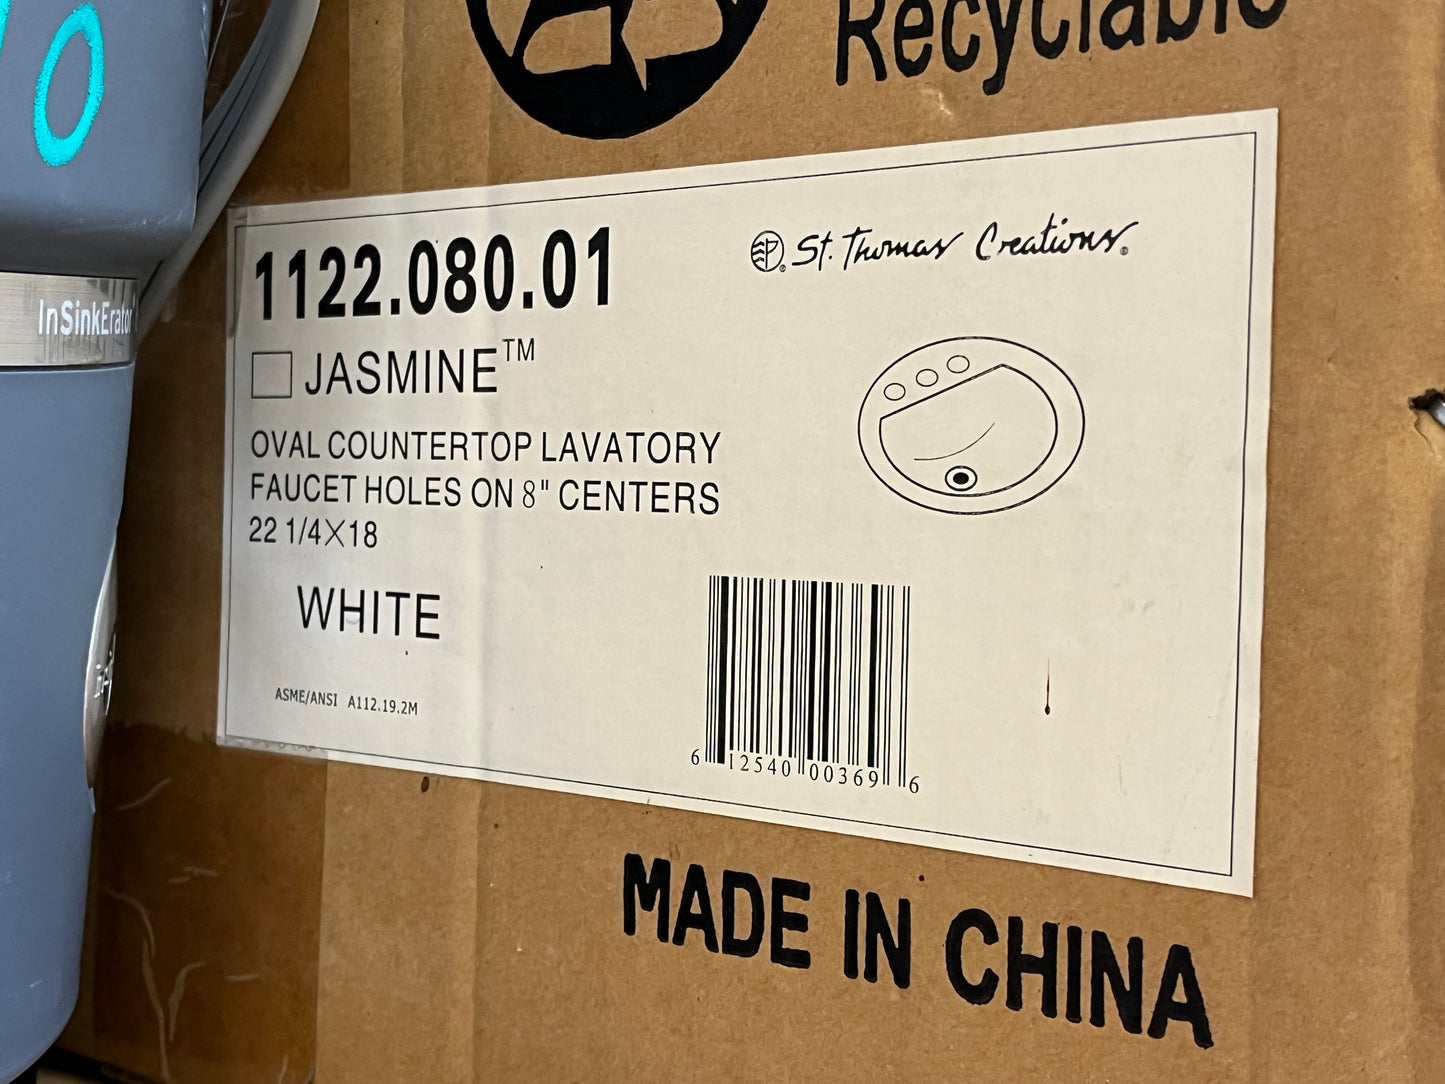 Recyclable
InSinkErator
1122.080.01
St. Thomas Creations®
JASMINE™
OVAL COUNTERTOP LAVATORY
FAUCET HOLES ON 8" CENTERS
22 1/4X18
WHITE
ASME/ANSI A112.19.2M
6 12540 00369 6
MADE IN CHINA